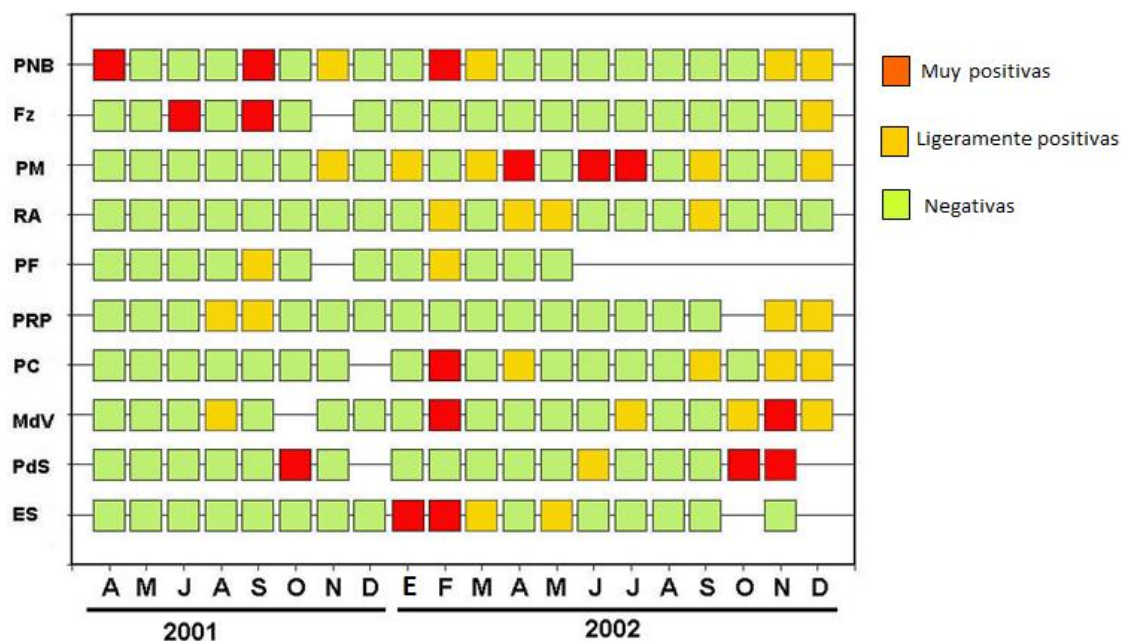 PNB
Fz
PM
RA
PF
PRP
PC
MdV
PdS
ES
A M J A S O N D E F M A M J J A S O N D
2001 2002
Muy positivas
Ligeramente positivas
Negativas